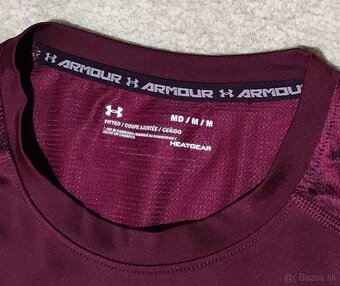 ARMOUR ARMOUR ARMOUR
MD / M / M
FITTED / COUPE AJUSTÉE / CEÑIDO
HEATGEAR
Bazos.sk